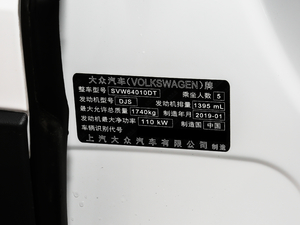 大众汽车(VOLKSWAGEN)牌
整车型号 SVW64010DT 乘坐人数 5
发动机型号 DJS 发动机排量 1395 mL
最大允许总质量 1740kg 制造年月 2019-01
发动机最大净功率 110 kW 制造国 中国
车辆识别代号
上汽大众汽车有限公司 制造